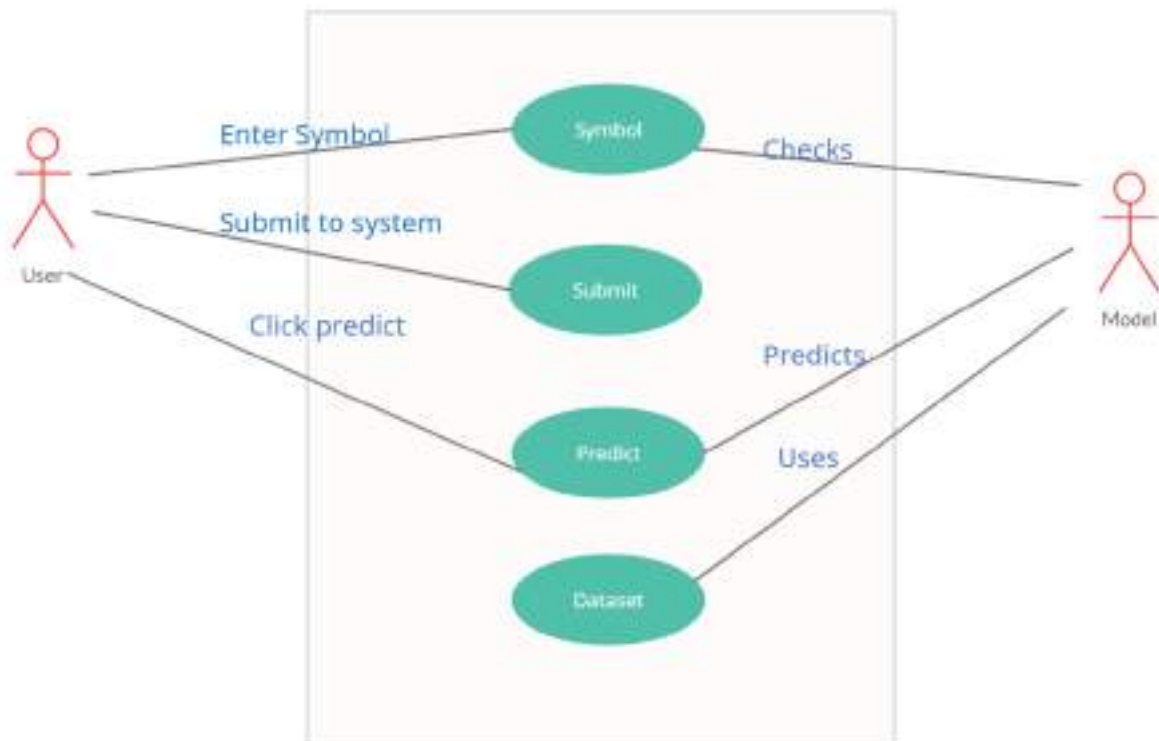 Symbol
Enter Symbol
Checks
Submit to system
User
Submit
Click predict
Model
Predicts
Predict
Uses
Dataset